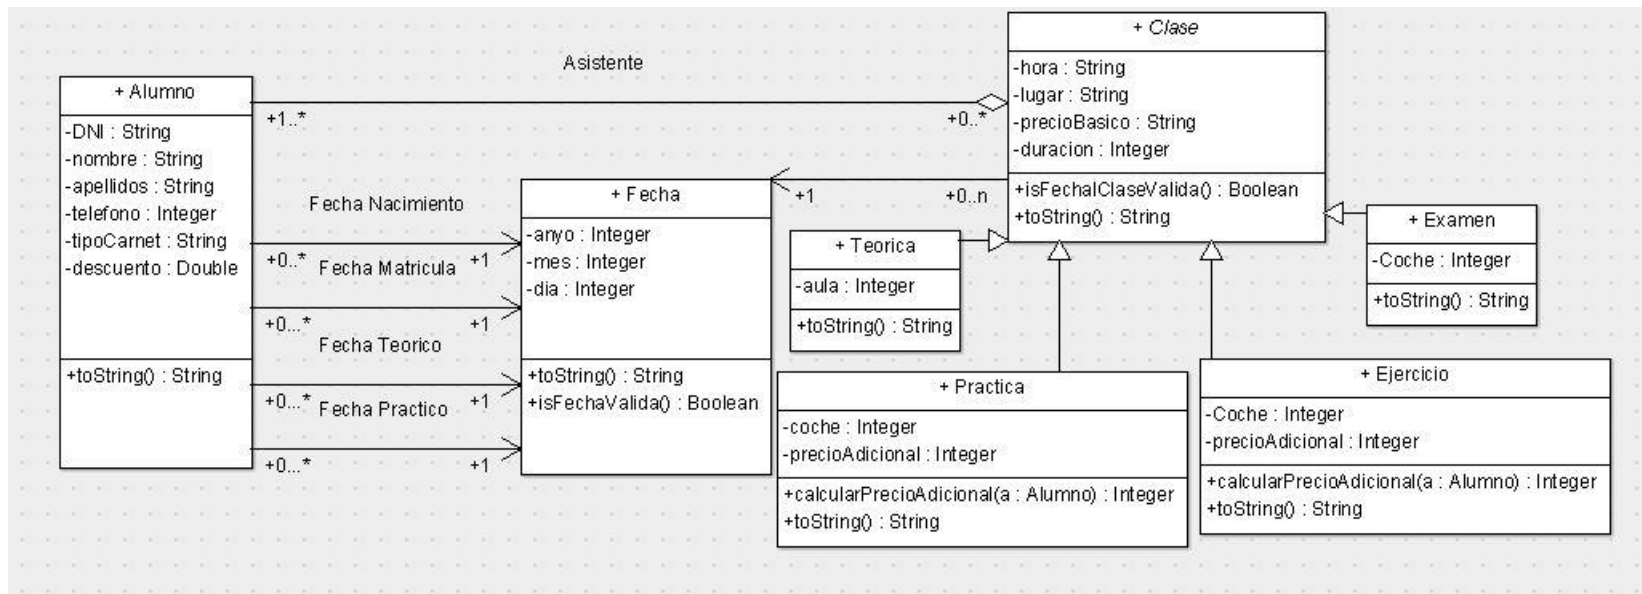 + Alumno
-DNI : String
-nombre : String
-apellidos : String
-telefono : Integer
-tipoCarnet : String
-descuento : Double
+toString() : String
Asistente
+1..*
+0..*
Fecha Nacimiento
+0..*
+1
Fecha Matricula
+0...*
+1
Fecha Teorico
+0...*
+1
Fecha Practico
+0...*
+1
+ Fecha
-anyo : Integer
-mes : Integer
-dia : Integer
+toString() : String
+isFechaValida() : Boolean
+1
+0..n
+ Clase
-hora : String
-lugar : String
-precioBasico : String
-duracion : Integer
+isFechalClaseValida() : Boolean
+toString() : String
+ Teorica
-aula : Integer
+toString() : String
+ Practica
-coche : Integer
-precioAdicional : Integer
+calcularPrecioAdicional(a : Alumno) : Integer
+toString() : String
+ Examen
-Coche : Integer
+toString() : String
+ Ejercicio
-Coche : Integer
-precioAdicional : Integer
+calcularPrecioAdicional(a : Alumno) : Integer
+toString() : String